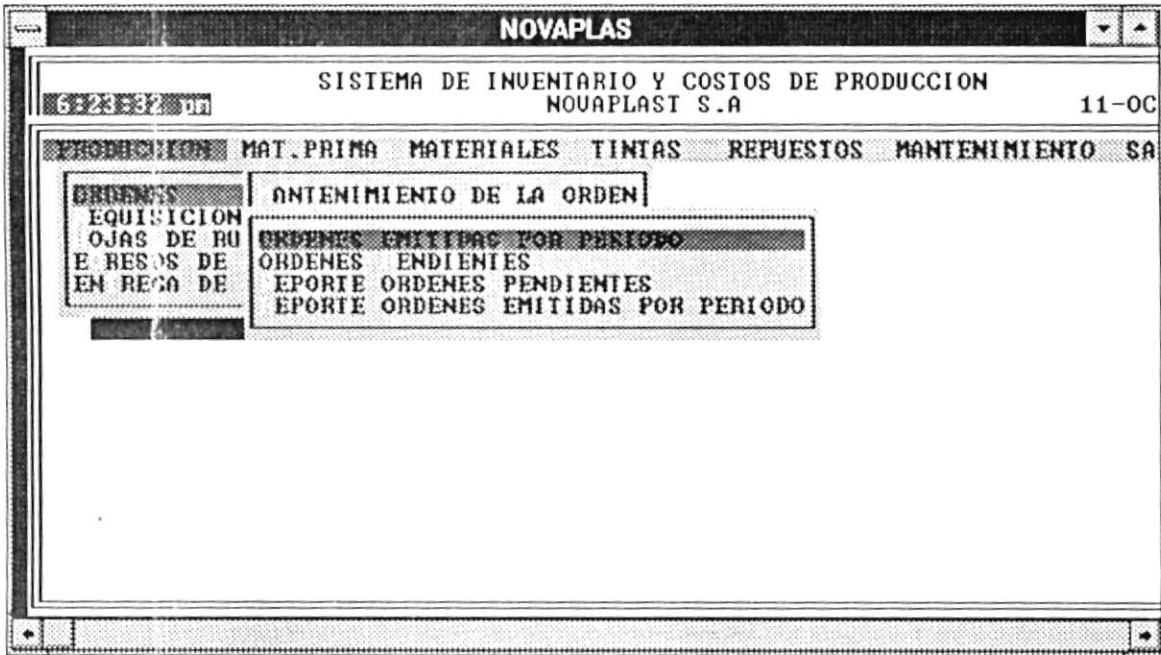 NOVAPLAS
SISTEMA DE INVENTARIO Y COSTOS DE PRODUCCION
6:23:32 pm NOVAPLAST S.A 11-OC
PRODUCCION MAT.PRIMA MATERIALES TINTAS REPUESTOS MANTENIMIENTO SA
ORDENES ANTENIMIENTO DE LA ORDEN
EQUISICION
OJAS DE RU ORDENES EMITIDAS POR PERIODO
E RESOS DE ORDENES ENDIENTES
EN REGA DE EPORTE ORDENES PENDIENTES
EPORTE ORDENES EMITIDAS POR PERIODO